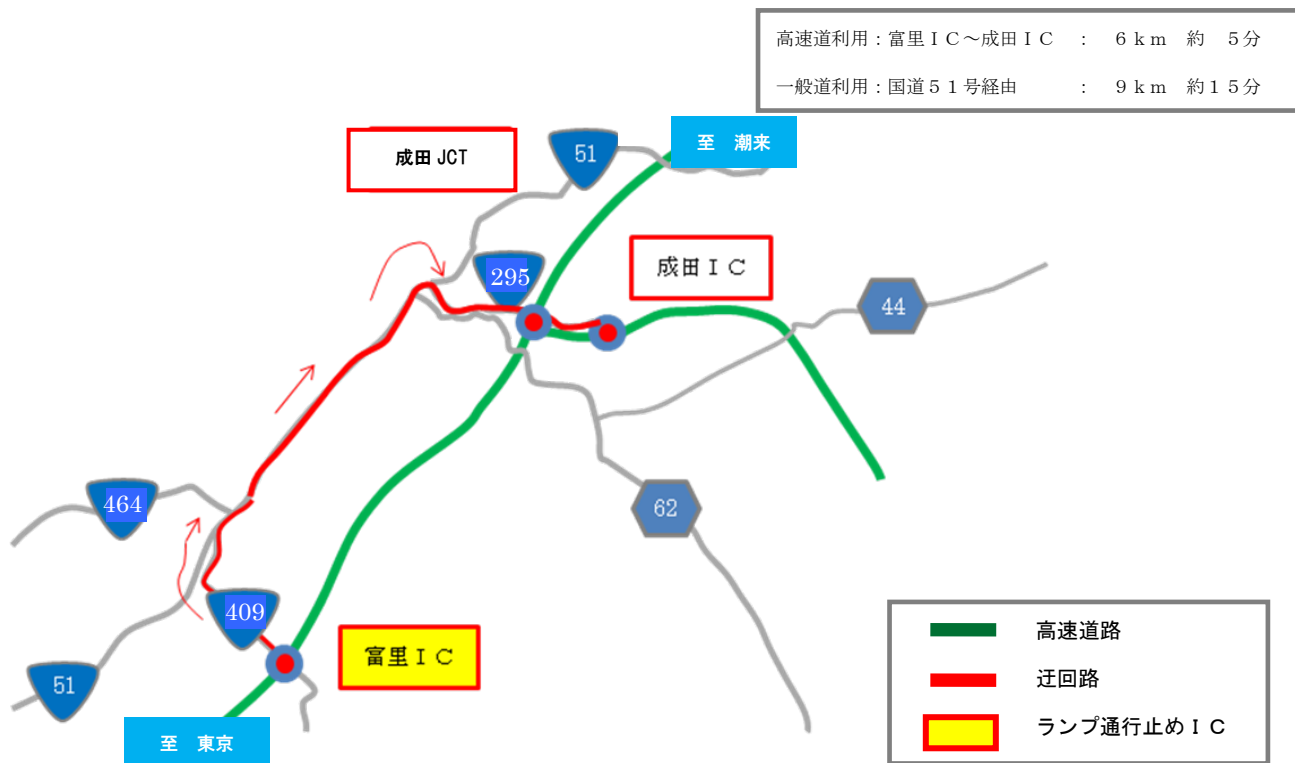 高速道利用：富里ＩＣ～成田ＩＣ　：　６ｋｍ　約　５分
一般道利用：国道５１号経由　　　：　９ｋｍ　約１５分
至　潮来
成田 JCT
51
成田ＩＣ
295
44
464
62
409
富里ＩＣ
51
至　東京
高速道路
迂回路
ランプ通行止めＩＣ